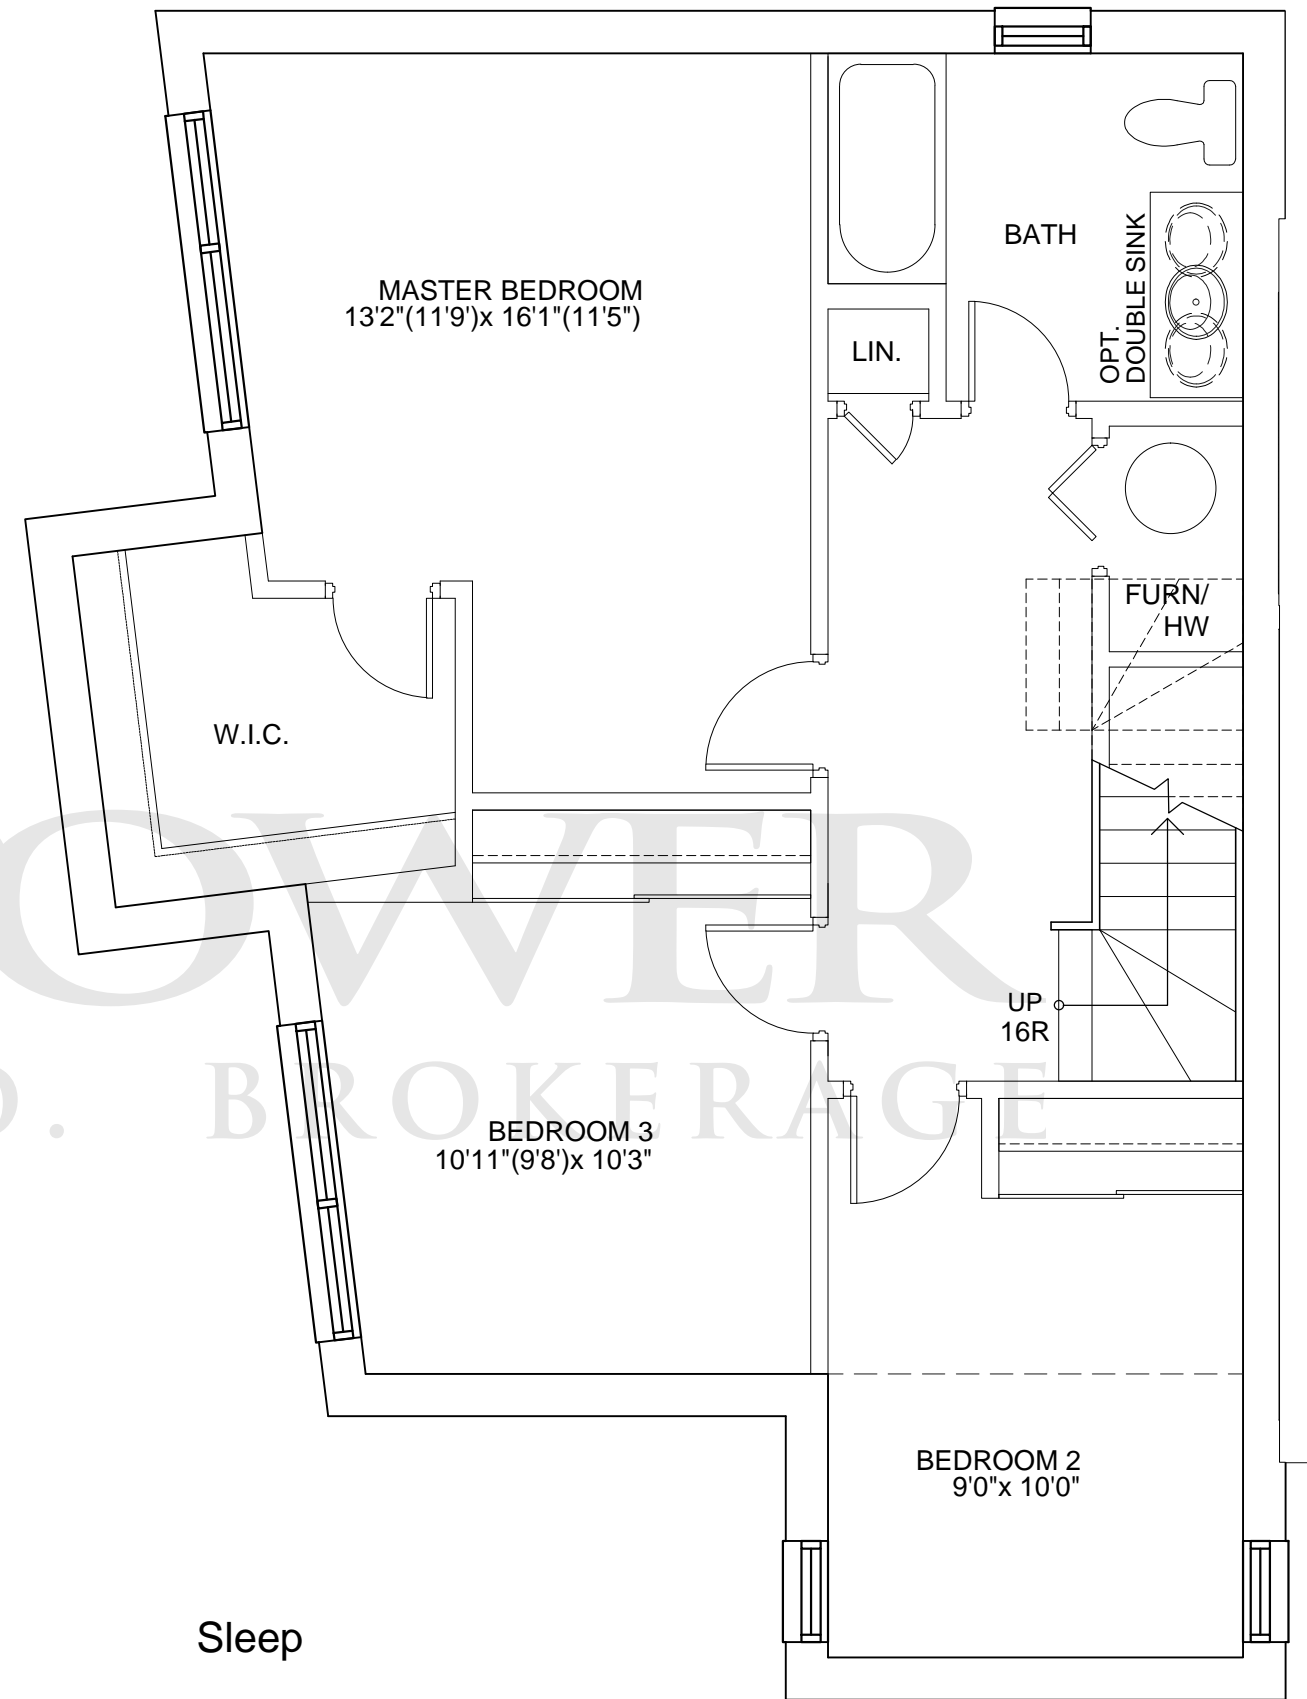 BATH
OPT.
DOUBLE SINK
MASTER BEDROOM
13'2"(11'9')x 16'1"(11'5")
LIN.
FURN/
HW
W.I.C.
OWER
UP
16R
D. BROKERAGE
BEDROOM 3
10'11"(9'8')x 10'3"
BEDROOM 2
9'0"x 10'0"
Sleep